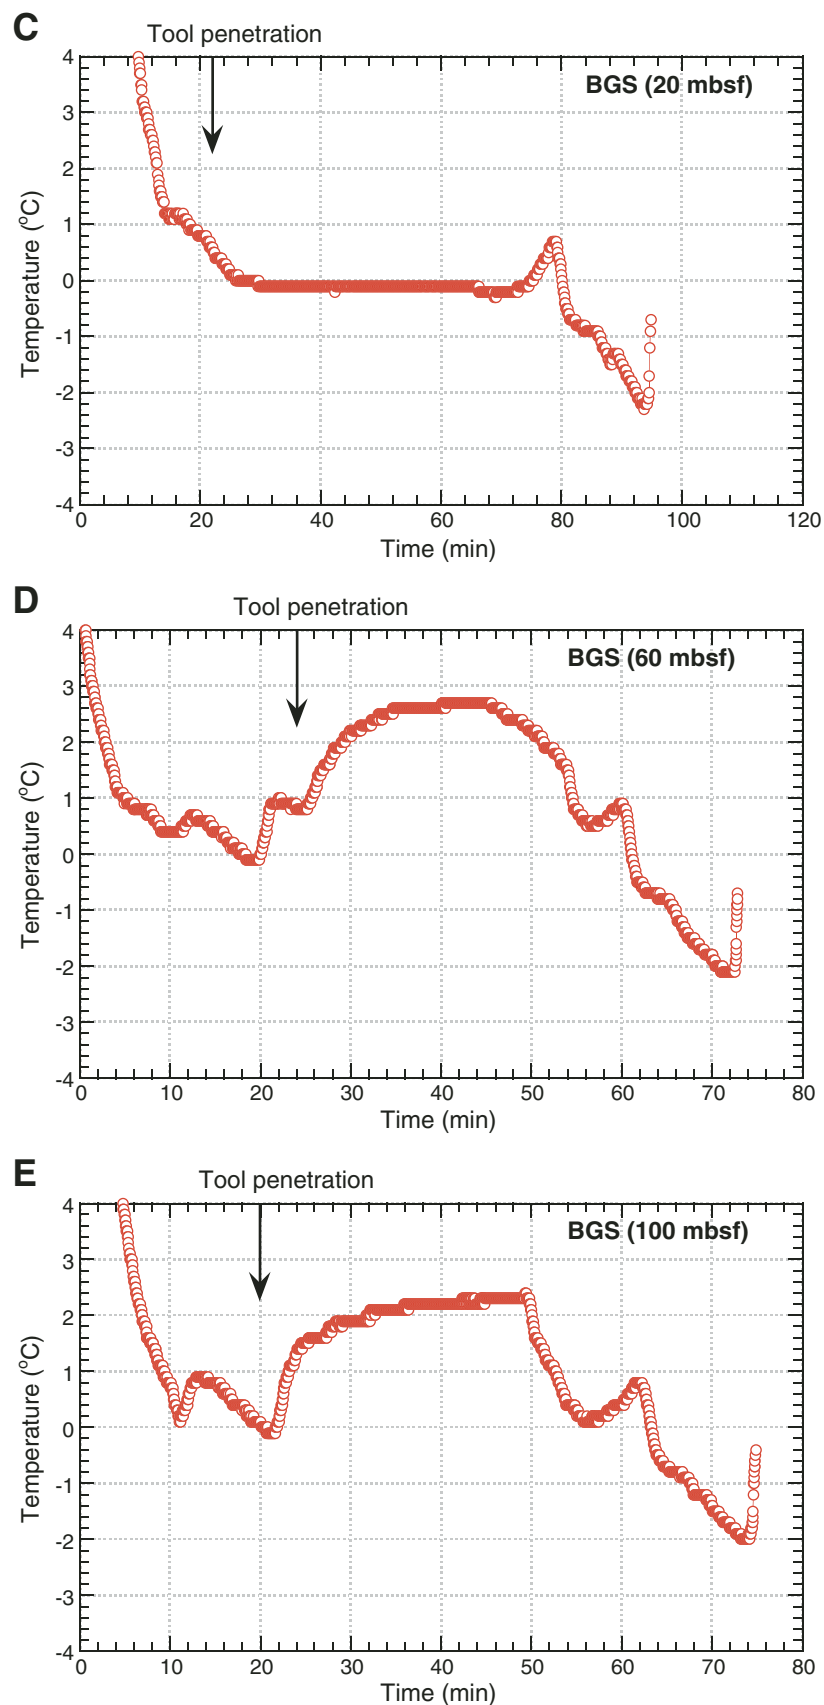 C
Tool penetration
BGS (20 mbsf)
4
3
2
1
0
-1
-2
-3
-4
Temperature (°C)
0 20 40 60 80 100 120
Time (min)
D
Tool penetration
BGS (60 mbsf)
4
3
2
1
0
-1
-2
-3
-4
Temperature (°C)
0 10 20 30 40 50 60 70 80
Time (min)
E
Tool penetration
BGS (100 mbsf)
4
3
2
1
0
-1
-2
-3
-4
Temperature (°C)
0 10 20 30 40 50 60 70 80
Time (min)